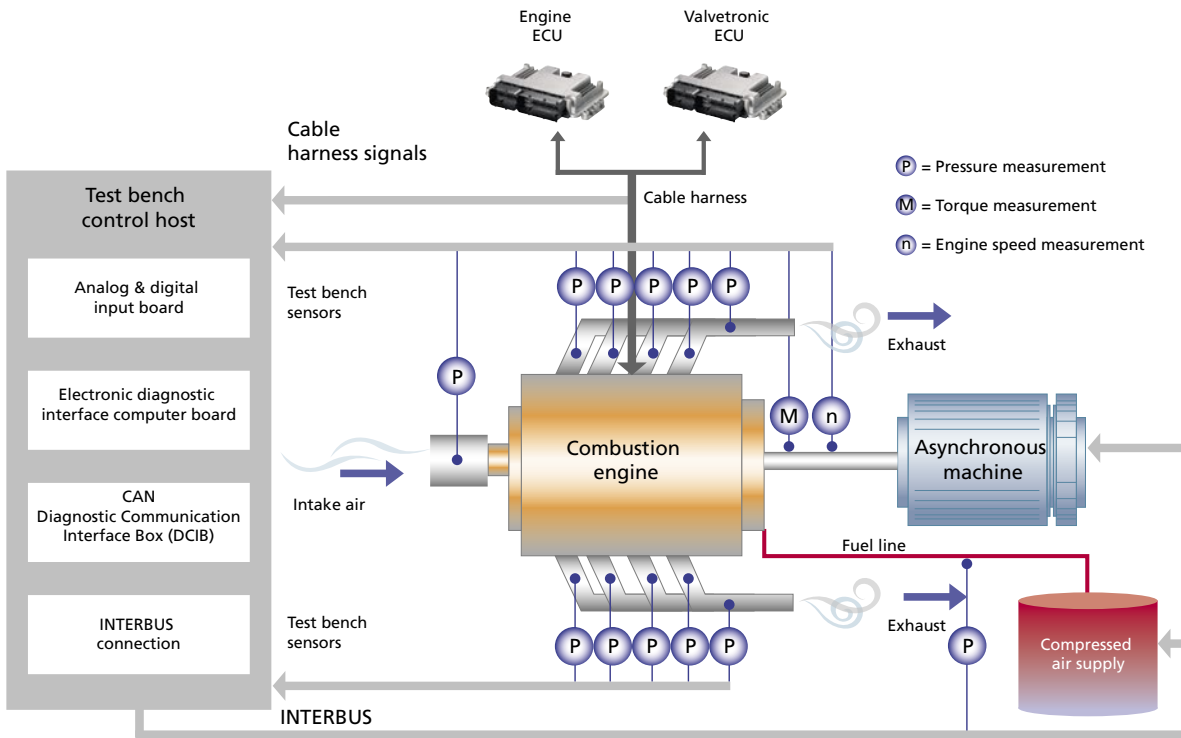 Engine
ECU
Valvetronic
ECU
Cable
harness signals
P = Pressure measurement
M = Torque measurement
n = Engine speed measurement
Test bench
control host
Cable harness
Analog & digital
input board
Test bench
sensors
P
P
P
P
P
Exhaust
P
M
n
Electronic diagnostic
interface computer board
Combustion
engine
Asynchronous
machine
Intake air
CAN
Diagnostic Communication
Interface Box (DCIB)
Fuel line
INTERBUS
connection
Test bench
sensors
P
P
P
P
P
Exhaust
P
Compressed
air supply
INTERBUS